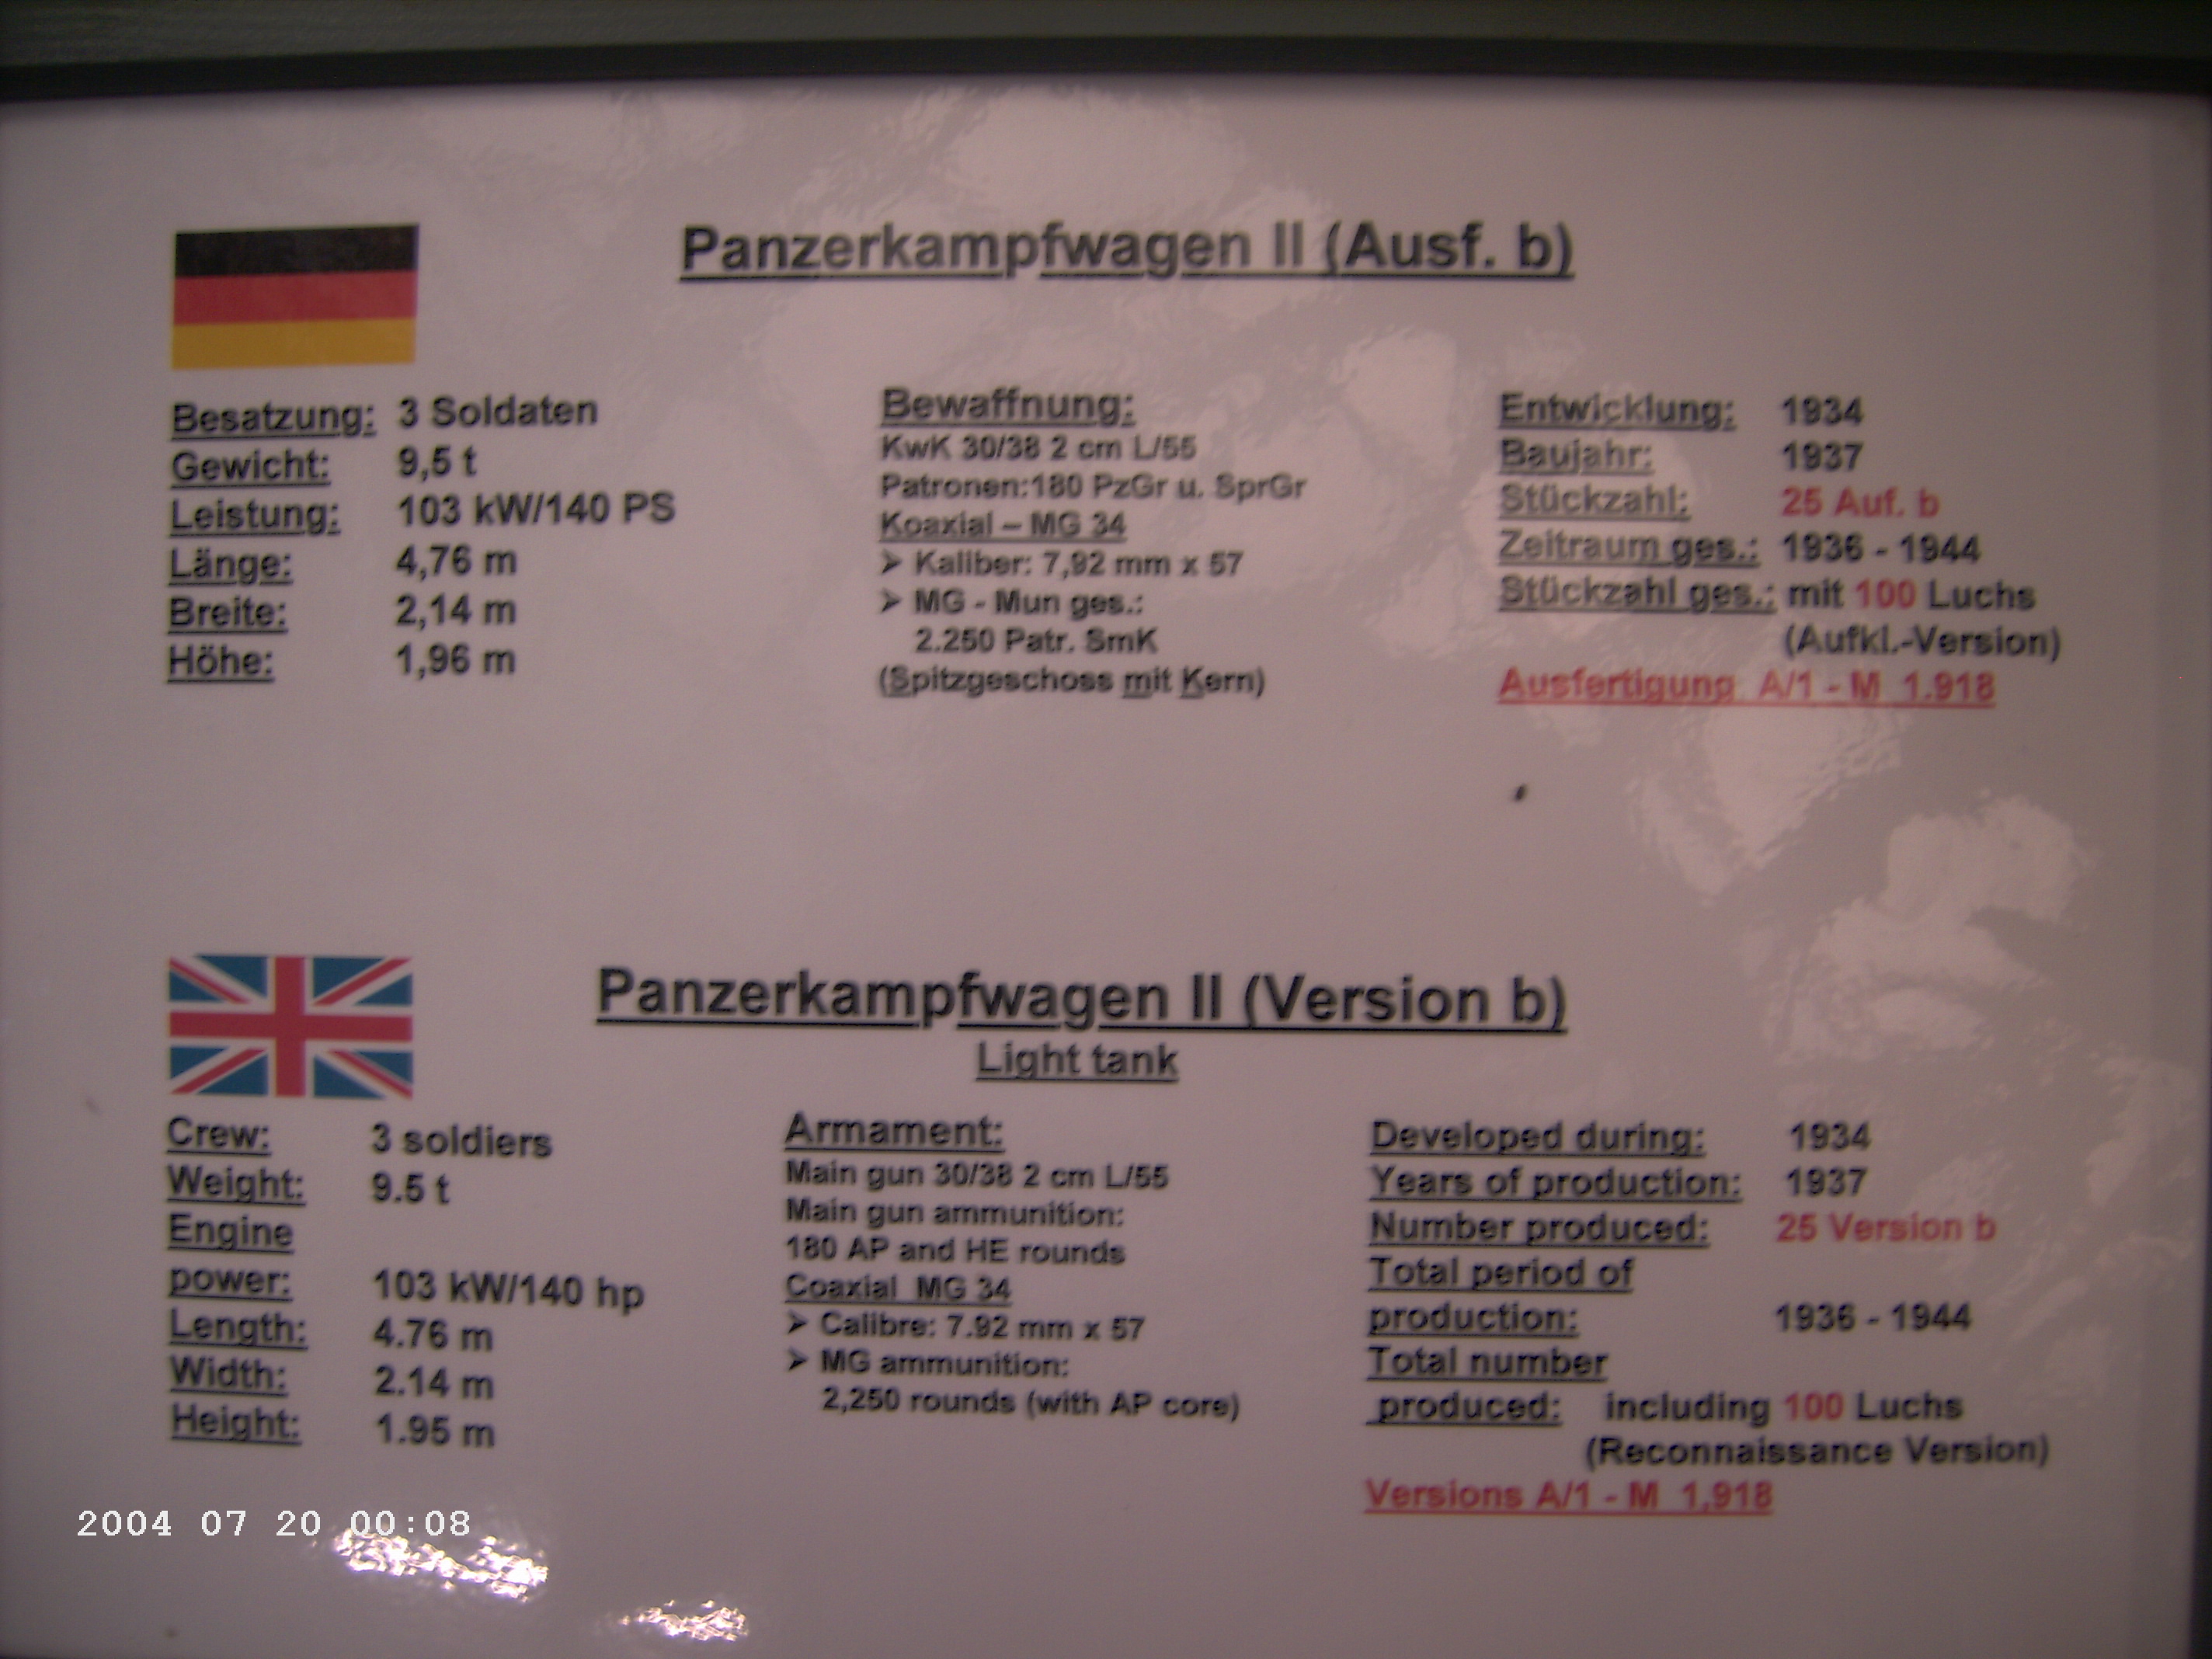 Panzerkampfwagen II (Ausf. b)
Besatzung: 3 Soldaten
Gewicht: 9,5 t
Leistung: 103 kW/140 PS
Länge: 4,76 m
Breite: 2,14 m
Höhe: 1,96 m
Bewaffnung:
KwK 30/38 2 cm L/55
Patronen:180 PzGr u. SprGr
Koaxial – MG 34
➢ Kaliber: 7,92 mm x 57
➢ MG - Mun ges.:
2.250 Patr. SmK
(Spitzgeschoss mit Kern)
Entwicklung: 1934
Baujahr: 1937
Stückzahl: 25 Auf. b
Zeitraum ges.: 1936 - 1944
Stückzahl ges.: mit 100 Luchs
(Aufkl.-Version)
Ausfertigung A/1 - M 1.918
Panzerkampfwagen II (Version b)
Light tank
Crew: 3 soldiers
Weight: 9.5 t
Engine
power: 103 kW/140 hp
Length: 4.76 m
Width: 2.14 m
Height: 1.95 m
Armament:
Main gun 30/38 2 cm L/55
Main gun ammunition:
180 AP and HE rounds
Coaxial MG 34
➢ Calibre: 7.92 mm x 57
➢ MG ammunition:
2,250 rounds (with AP core)
Developed during: 1934
Years of production: 1937
Number produced: 25 Version b
Total period of
production: 1936 - 1944
Total number
produced: including 100 Luchs
(Reconnaissance Version)
Versions A/1 - M 1,918
2004 07 20 00:08